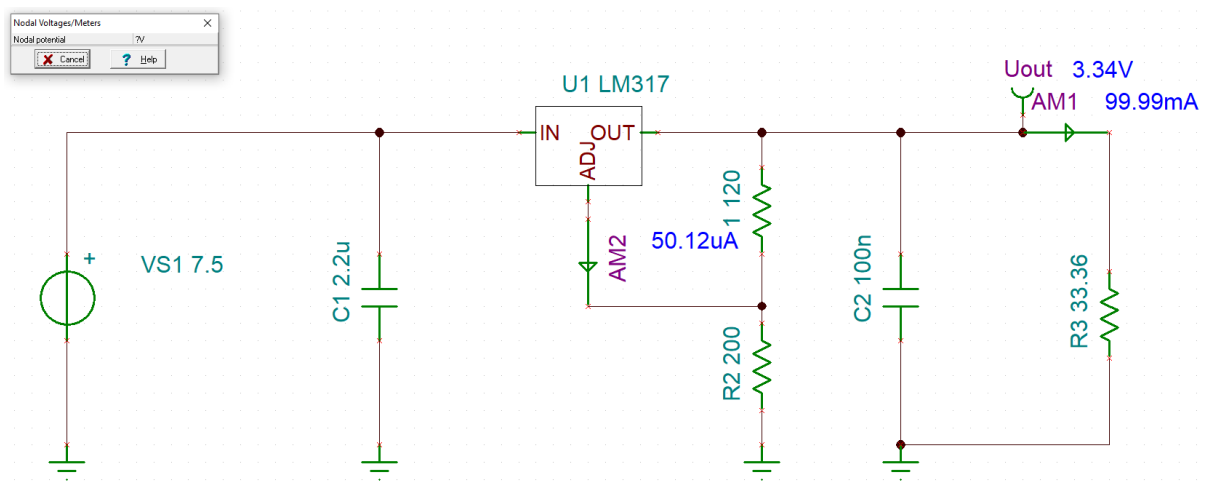 Nodal Voltages/Meters
Nodal potential ?V
Cancel
? Help
Uout 3.34V
U1 LM317
AM1 99.99mA
IN OUT
ADJ
1 120
AM2 50.12uA
VS1 7.5
+
C1 2.2u
C2 100n
R3 33.36
R2 200